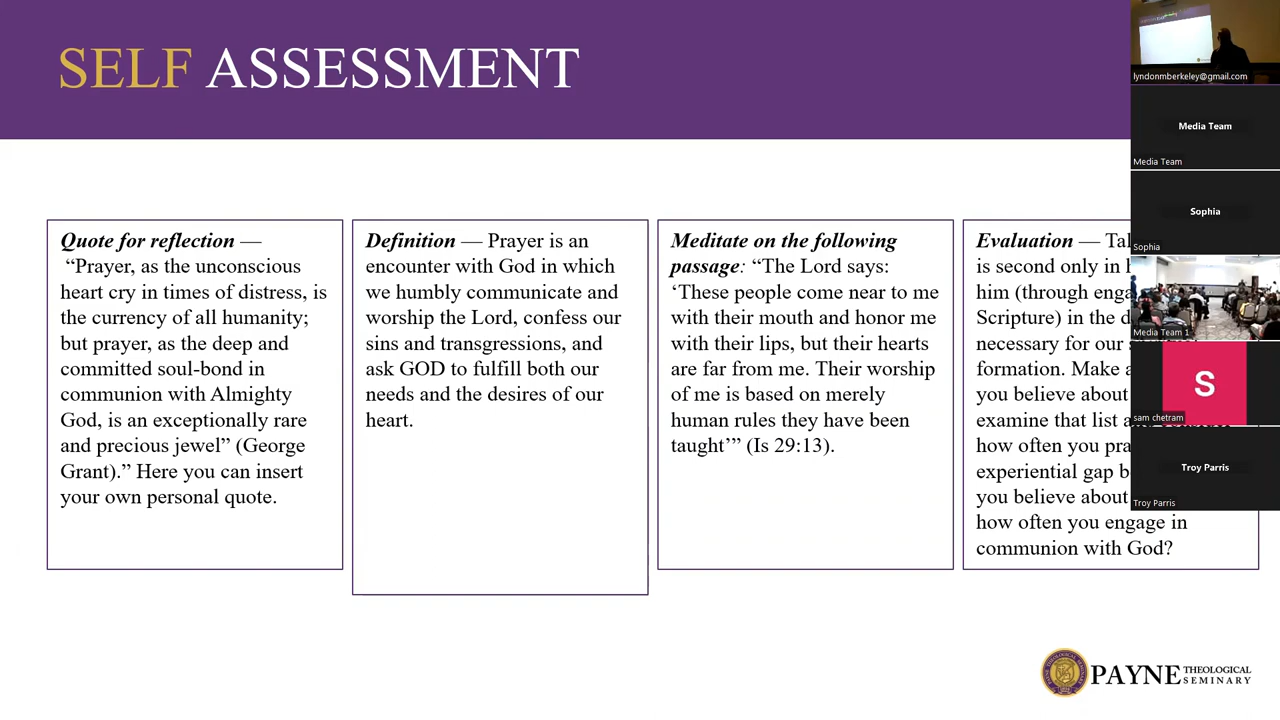 SELF ASSESSMENT
Quote for reflection —
“Prayer, as the unconscious
heart cry in times of distress, is
the currency of all humanity;
but prayer, as the deep and
committed soul-bond in
communion with Almighty
God, is an exceptionally rare
and precious jewel” (George
Grant).” Here you can insert
your own personal quote.
Definition — Prayer is an
encounter with God in which
we humbly communicate and
worship the Lord, confess our
sins and transgressions, and
ask GOD to fulfill both our
needs and the desires of our
heart.
Meditate on the following
passage: “The Lord says:
‘These people come near to me
with their mouth and honor me
with their lips, but their hearts
are far from me. Their worship
of me is based on merely
human rules they have been
taught’” (Is 29:13).
Evaluation —
is second only in
him (through
Scripture) in the
necessary for our
formation. Make
you believe about
examine that list
how often you
experiential gap
you believe about
how often you engage in
communion with God?
lyndonmberkeley@gmail.com
Media Team
Media Team
Sophia
Sophia
Media Team 1
S
sam chetram
Troy Parris
Troy Parris
PAYNE THEOLOGICAL
SEMINARY